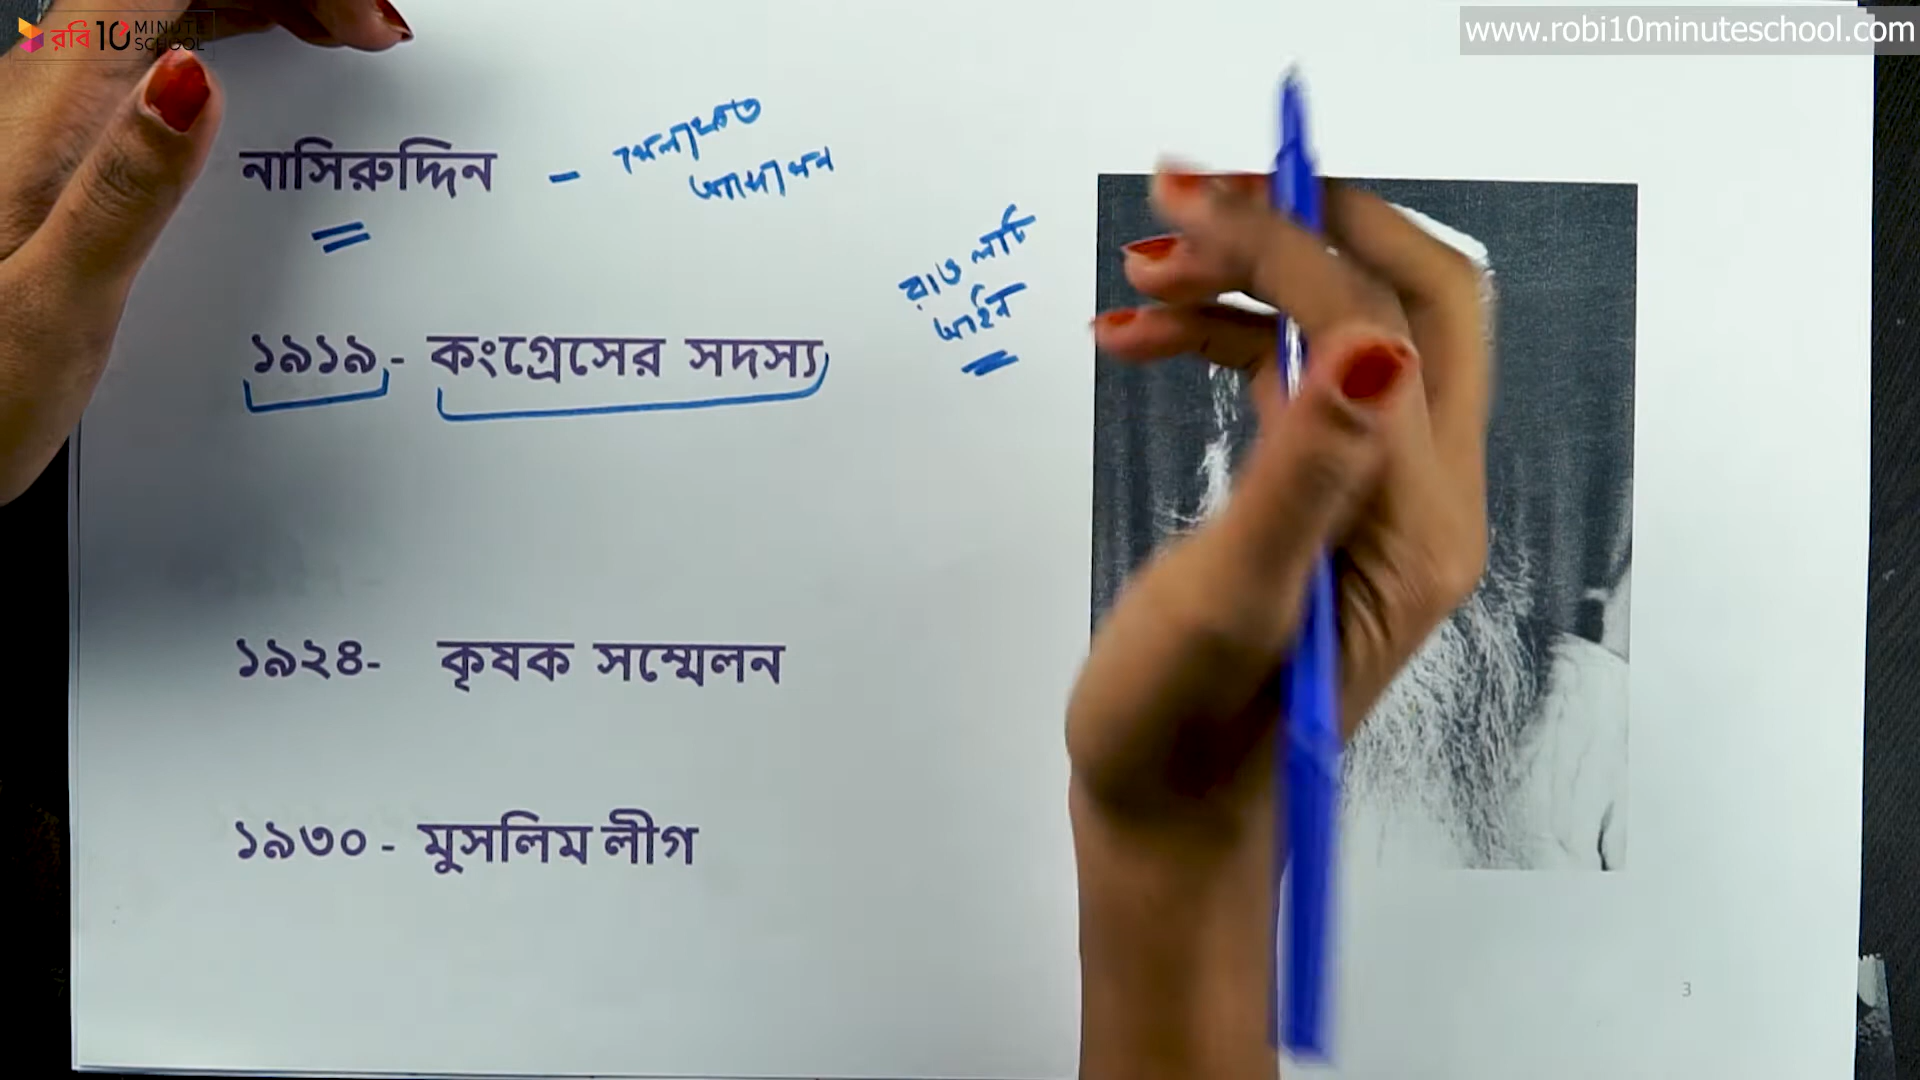 রবি 10 MINUTE SCHOOL
www.robi10minuteschool.com
নাসিরুদ্দিন - খেলাফত
আন্দোলন
রাওলাট
আইন
১৯১৯- কংগ্রেসের সদস্য
১৯২৪- কৃষক সম্মেলন
১৯৩০ - মুসলিম লীগ
3